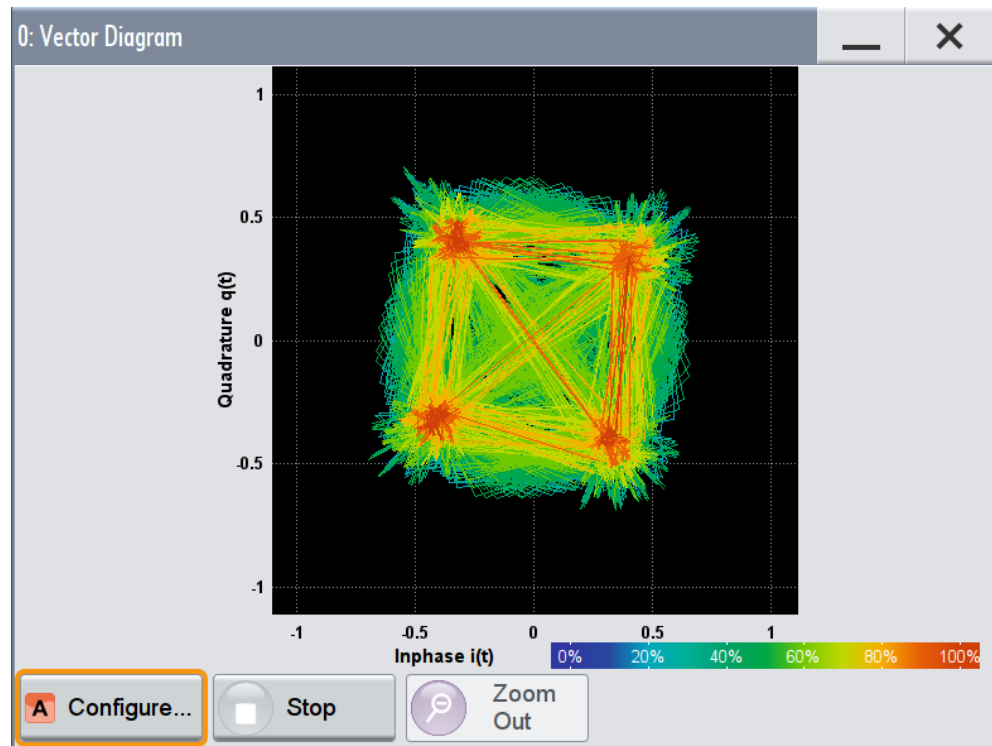 0: Vector Diagram
1
0.5
0
-0.5
-1
Quadrature q(t)
-1 -0.5 0 0.5 1
Inphase i(t)
0% 20% 40% 60% 80% 100%
A Configure... Stop Zoom
Out